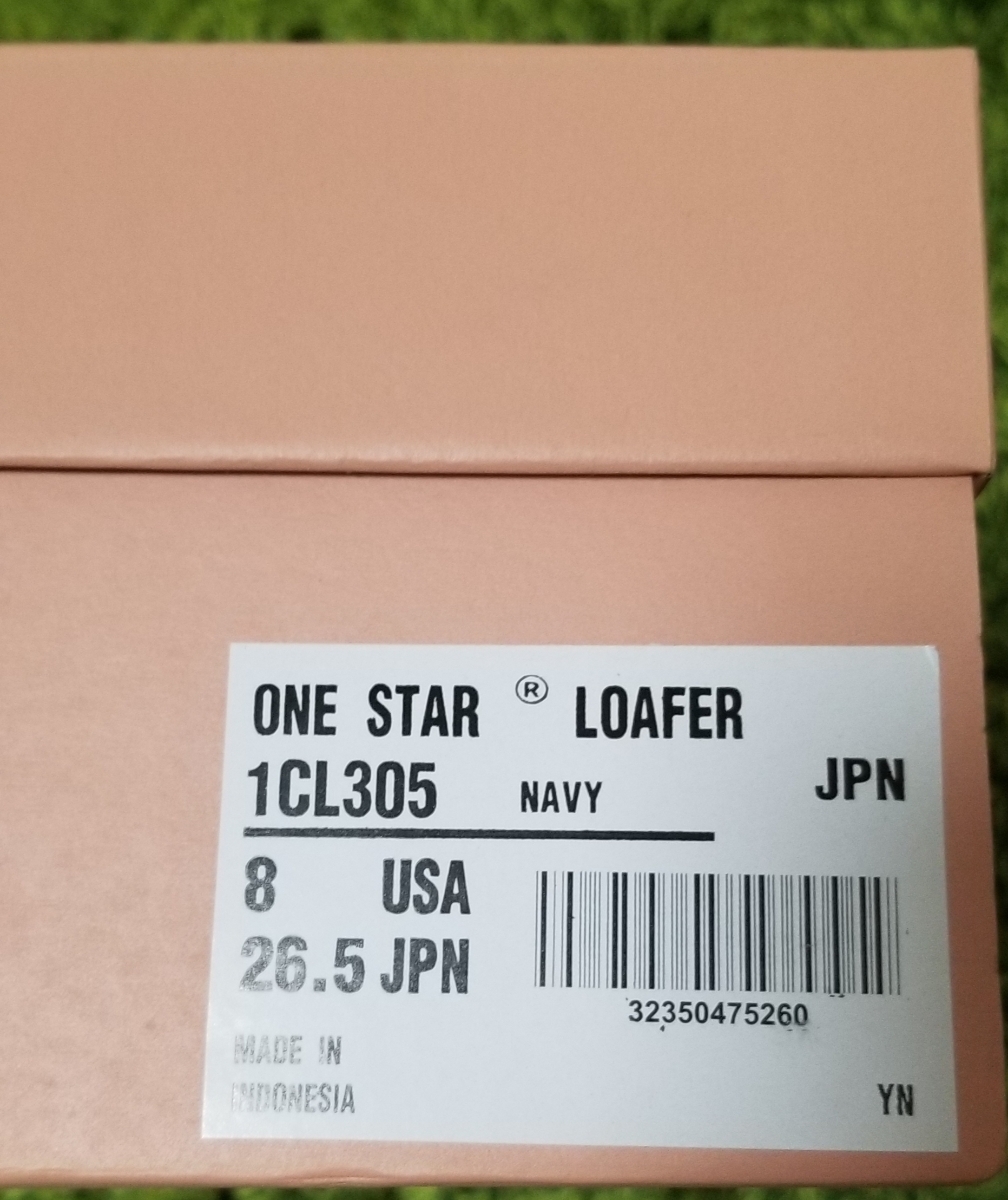 ONE STAR ® LOAFER
1CL305 NAVY JPN
8 USA
26.5 JPN
32350475260
MADE IN
INDONESIA
YN